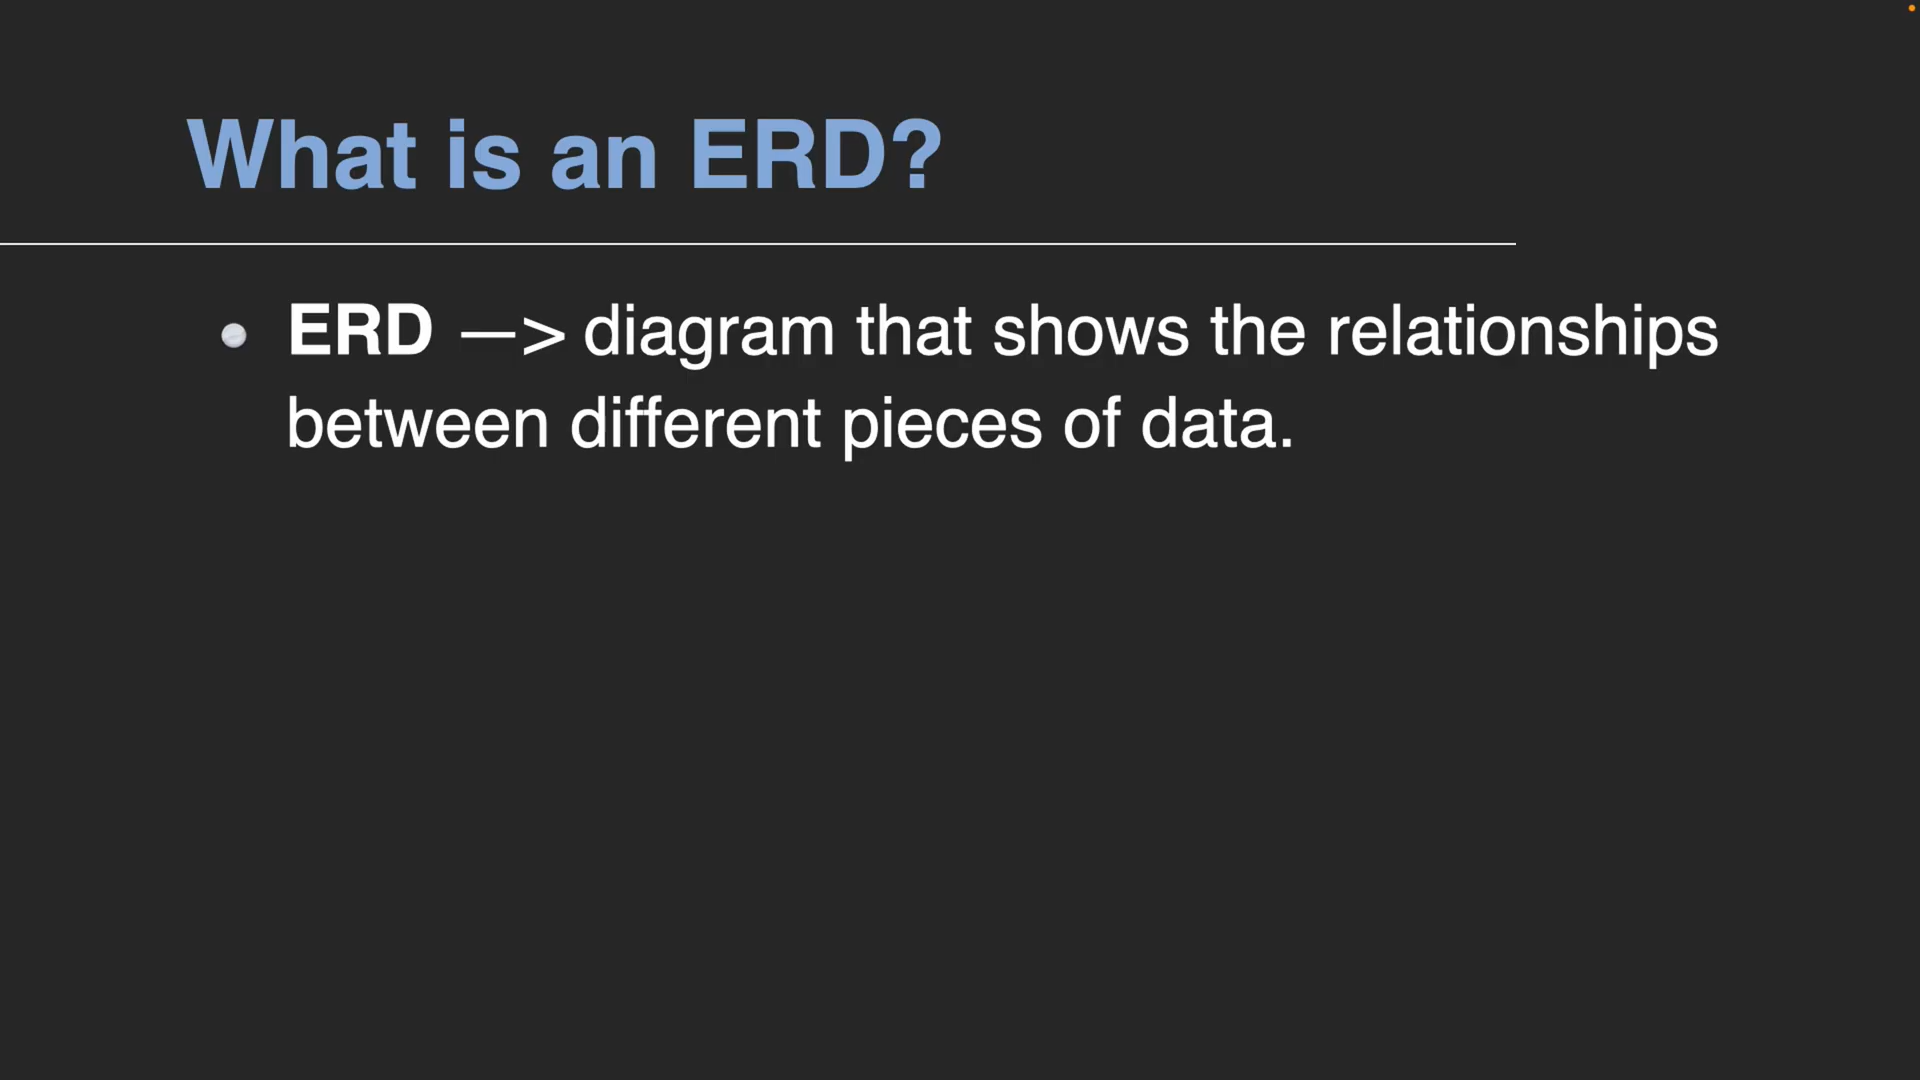 What is an ERD?
ERD —> diagram that shows the relationships
between different pieces of data.